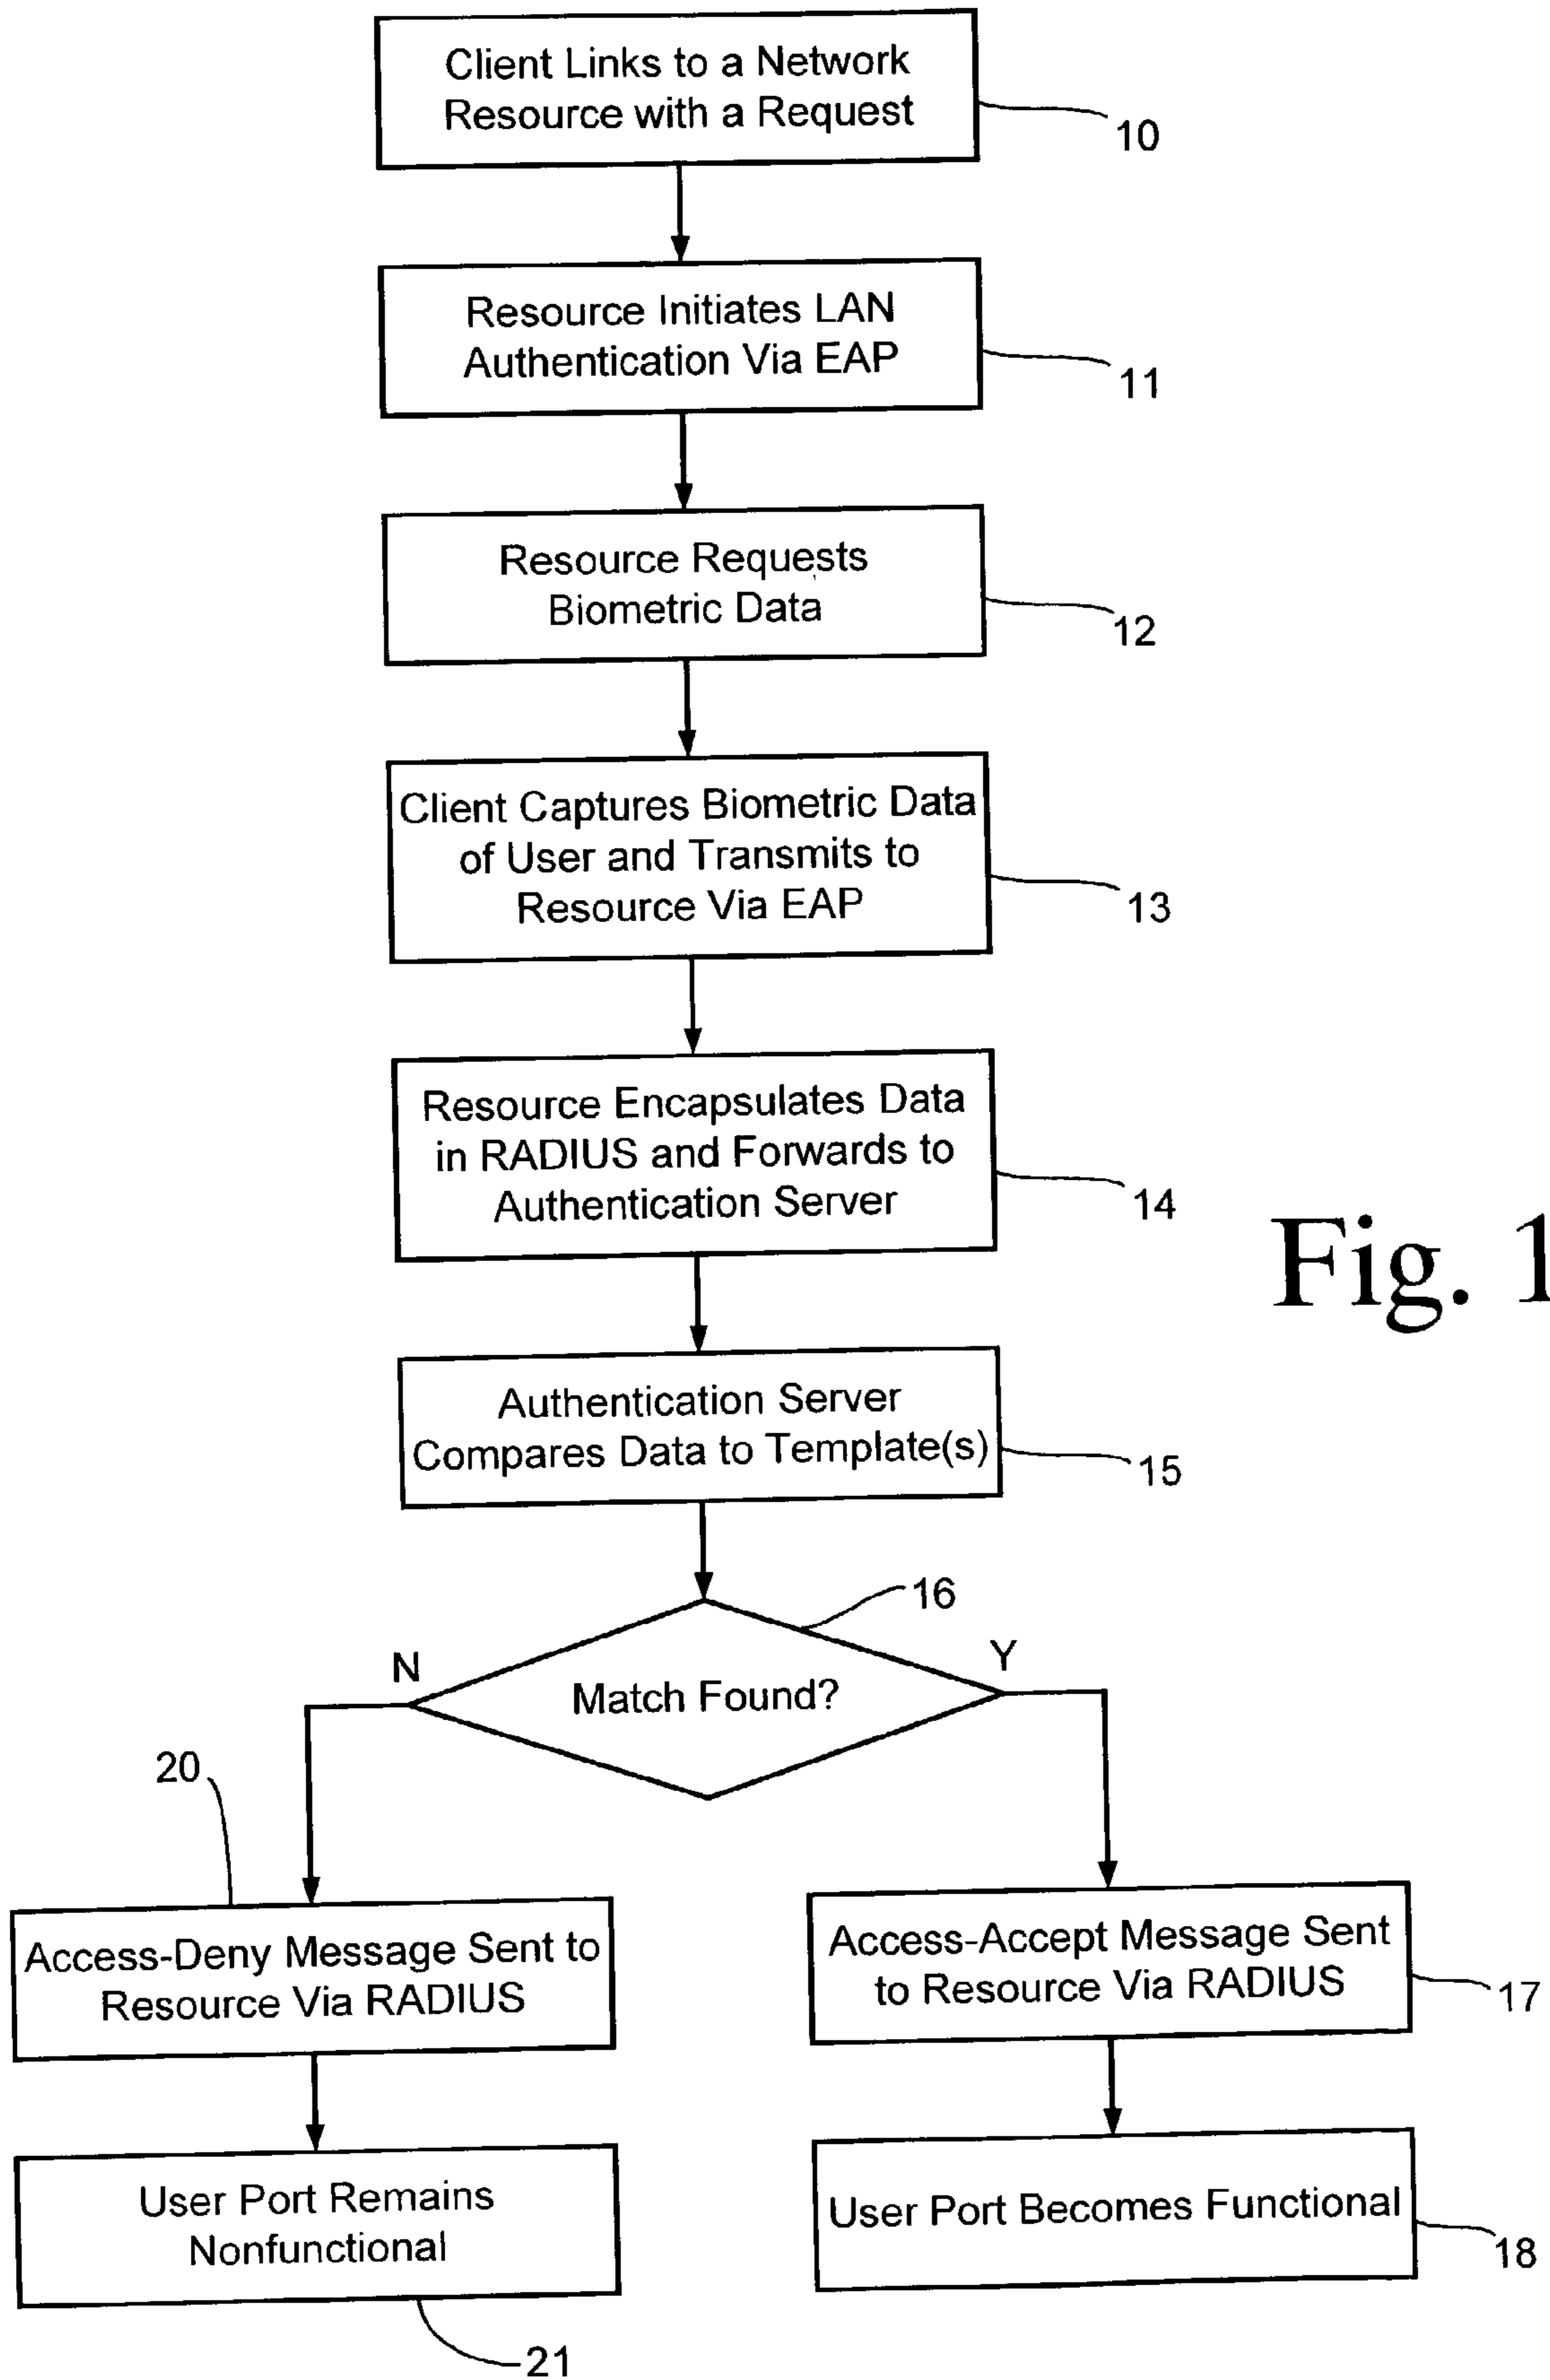 Client Links to a Network
Resource with a Request
10
Resource Initiates LAN
Authentication Via EAP
11
Resource Requests
Biometric Data
12
Client Captures Biometric Data
of User and Transmits to
Resource Via EAP
13
Resource Encapsulates Data
in RADIUS and Forwards to
Authentication Server
14
Fig. 1
Authentication Server
Compares Data to Template(s)
15
16
N
Y
Match Found?
20
Access-Deny Message Sent to
Resource Via RADIUS
Access-Accept Message Sent
to Resource Via RADIUS
17
User Port Remains
Nonfunctional
21
User Port Becomes Functional
18